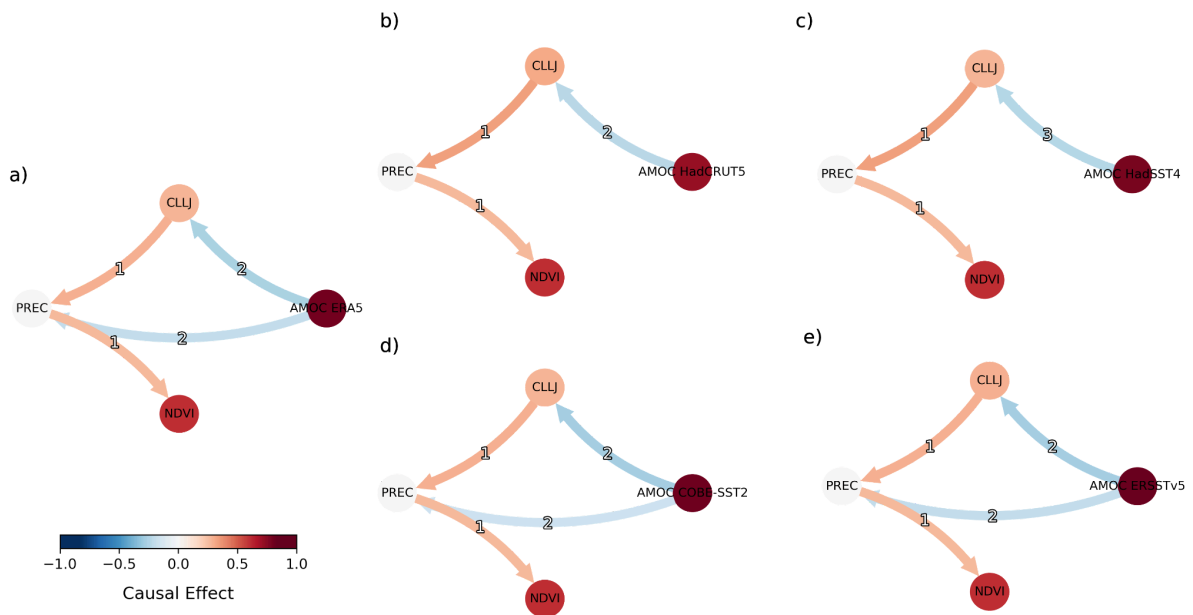 a)
CLLJ
1
2
PREC
AMOC ERA5
1
2
NDVI
b)
CLLJ
1
2
PREC
AMOC HadCRUT5
1
NDVI
c)
CLLJ
1
3
PREC
AMOC HadSST4
1
NDVI
d)
CLLJ
1
2
PREC
AMOC COBE-SST2
1
2
NDVI
e)
CLLJ
1
2
PREC
AMOC ERSSTv5
1
2
NDVI
−1.0 −0.5 0.0 0.5 1.0
Causal Effect